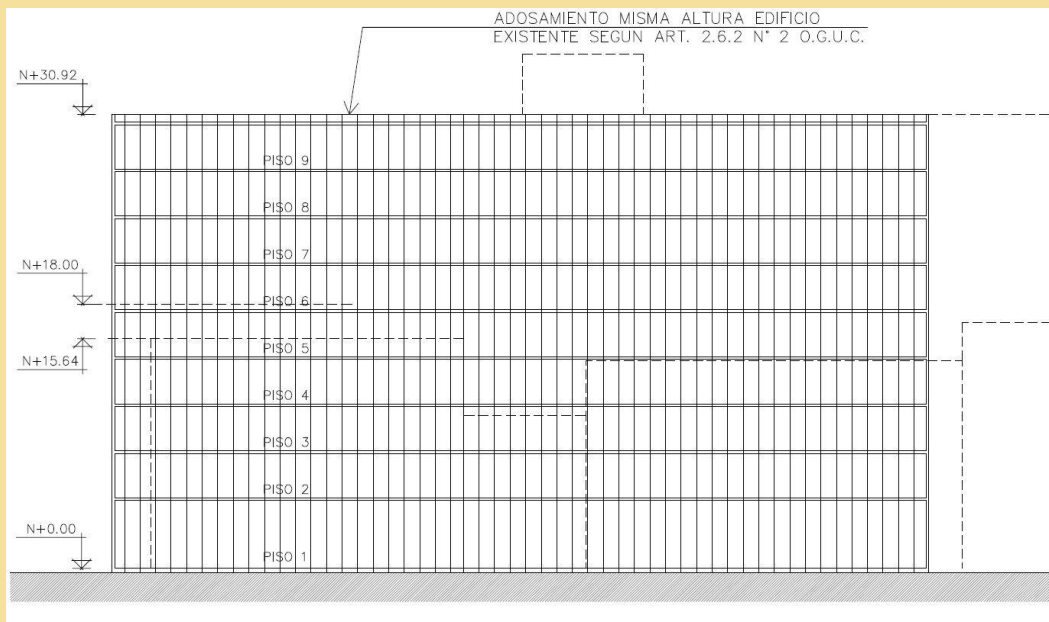 ADOSAMIENTO MISMA ALTURA EDIFICIO
EXISTENTE SEGUN ART. 2.6.2 N° 2 O.G.U.C.
N+30.92
PISO 9
PISO 8
PISO 7
N+18.00
PISO 6
PISO 5
N+15.64
PISO 4
PISO 3
PISO 2
N+0.00
PISO 1